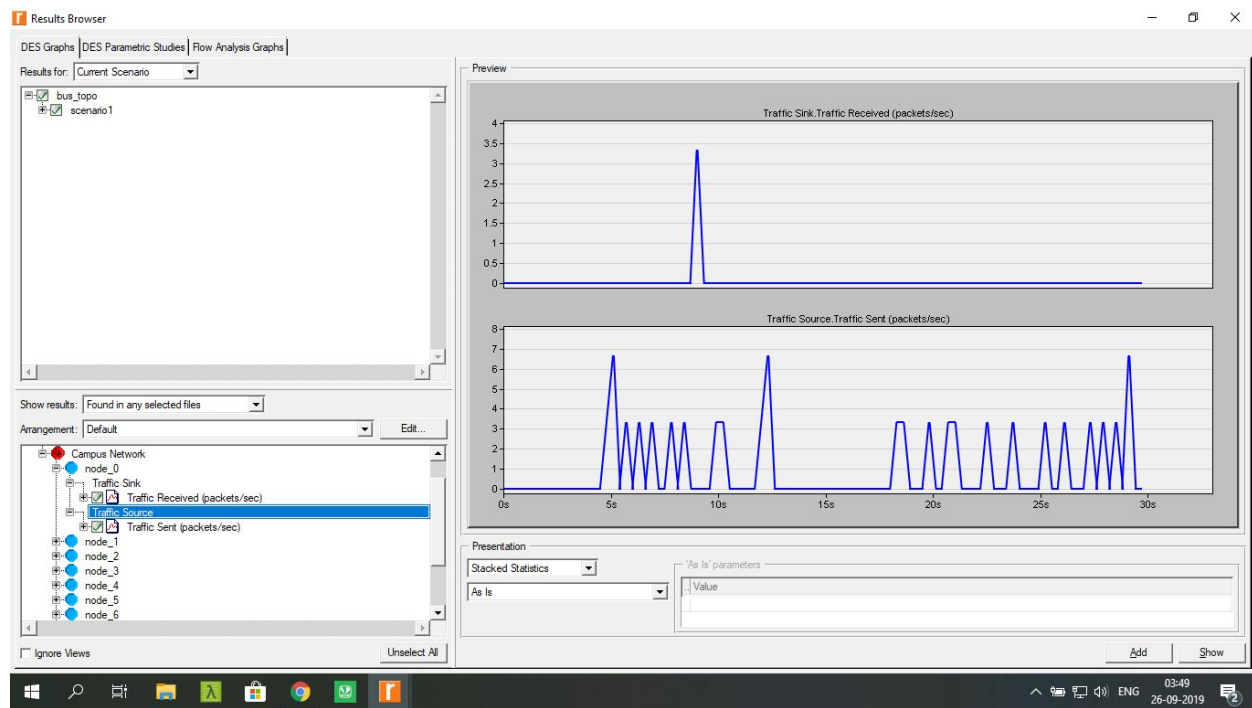 Results Browser
DES Graphs DES Parametric Studies Flow Analysis Graphs
Results for: Current Scenario
bus_topo
scenario1
Show results: Found in any selected files
Arrangement: Default Edit...
Campus Network
node_0
Traffic Sink
Traffic Received (packets/sec)
Traffic Source
Traffic Sent (packets/sec)
node_1
node_2
node_3
node_4
node_5
node_6
Ignore Views Unselect All
Preview
Traffic Sink.Traffic Received (packets/sec)
4
3.5
3
2.5
2
1.5
1
0.5
0
Traffic Source.Traffic Sent (packets/sec)
8
7
6
5
4
3
2
1
0
0s 5s 10s 15s 20s 25s 30s
Presentation
Stacked Statistics
As Is
'As Is' parameters
.. Value
Add Show
ENG 03:49
26-09-2019
2